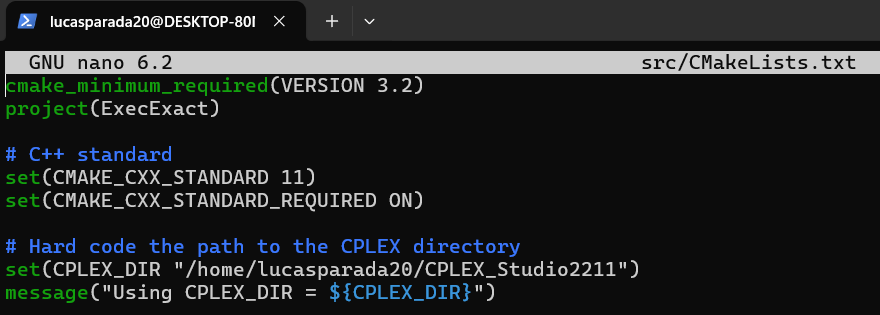 lucasparada20@DESKTOP-80I
GNU nano 6.2 src/CMakeLists.txt
cmake_minimum_required(VERSION 3.2)
project(ExecExact)
# C++ standard
set(CMAKE_CXX_STANDARD 11)
set(CMAKE_CXX_STANDARD_REQUIRED ON)
# Hard code the path to the CPLEX directory
set(CPLEX_DIR "/home/lucasparada20/CPLEX_Studio2211")
message("Using CPLEX_DIR = ${CPLEX_DIR}")